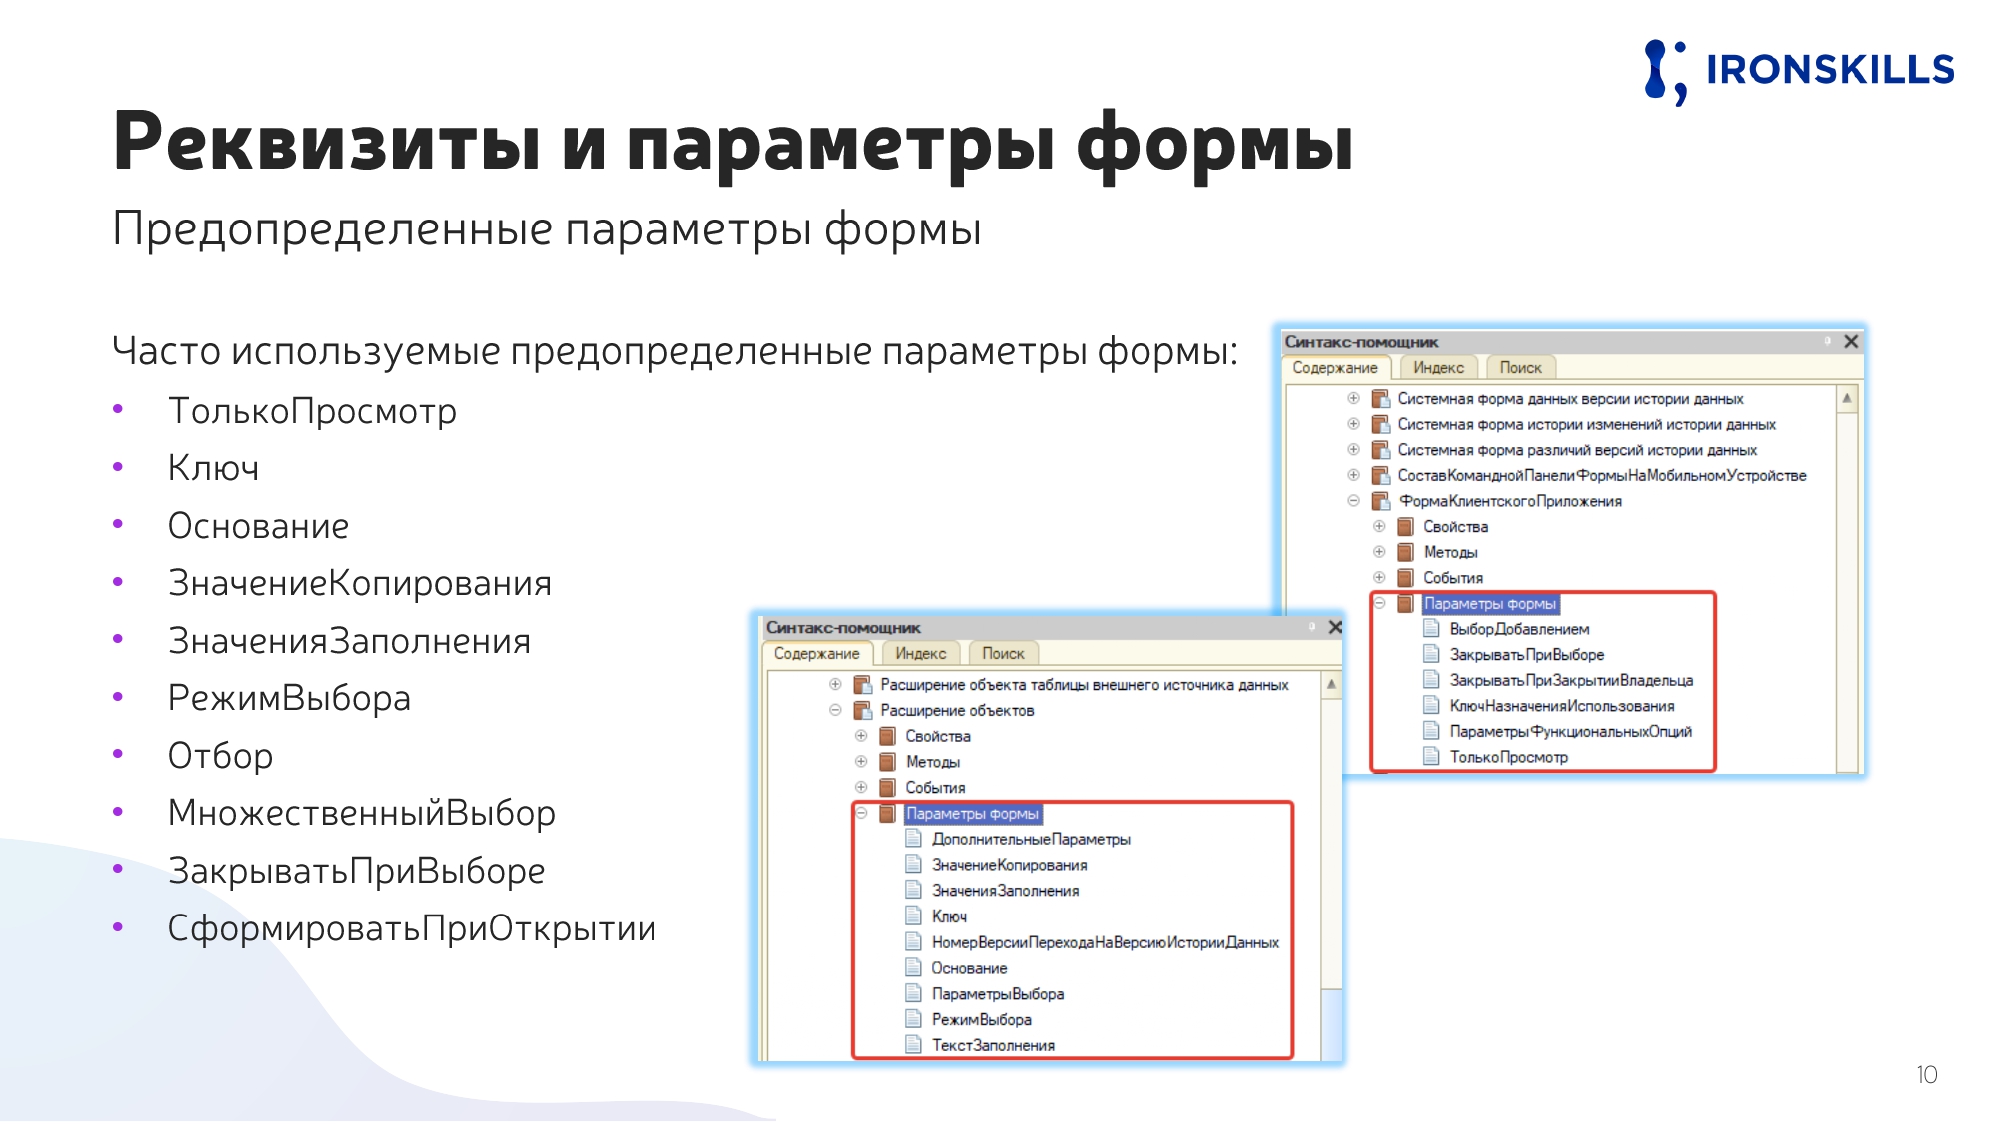 IRONSKILLS
Реквизиты и параметры формы
Предопределенные параметры формы
Часто используемые предопределенные параметры формы:
• ТолькоПросмотр
• Ключ
• Основание
• ЗначениеКопирования
• ЗначенияЗаполнения
• РежимВыбора
• Отбор
• МножественныйВыбор
• ЗакрыватьПриВыборе
• СформироватьПриОткрытии
Синтакс-помощник
Содержание Индекс Поиск
Системная форма данных версии истории данных
Системная форма истории изменений истории данных
Системная форма различий версий истории данных
СоставКоманднойПанелиФормыНаМобильномУстройстве
ФормаКлиентскогоПриложения
Свойства
Методы
События
Параметры формы
ВыборДобавлением
ЗакрыватьПриВыборе
ЗакрыватьПриЗакрытииВладельца
КлючНазначенияИспользования
ПараметрыФункциональныхОпций
ТолькоПросмотр
Синтакс-помощник
Содержание Индекс Поиск
Расширение объекта таблицы внешнего источника данных
Расширение объектов
Свойства
Методы
События
Параметры формы
ДополнительныеПараметры
ЗначениеКопирования
ЗначенияЗаполнения
Ключ
НомерВерсииПереходаНаВерсиюИсторииДанных
Основание
ПараметрыВыбора
РежимВыбора
ТекстЗаполнения
10